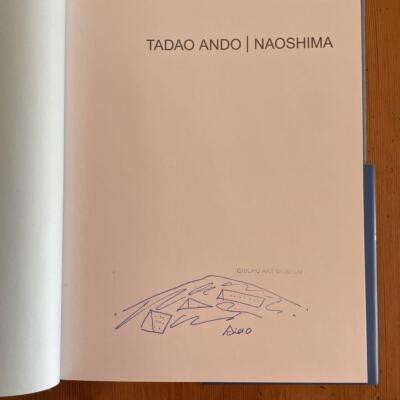 TADAO ANDO | NAOSHIMA
CHICHU ART MUSEUM
Ando